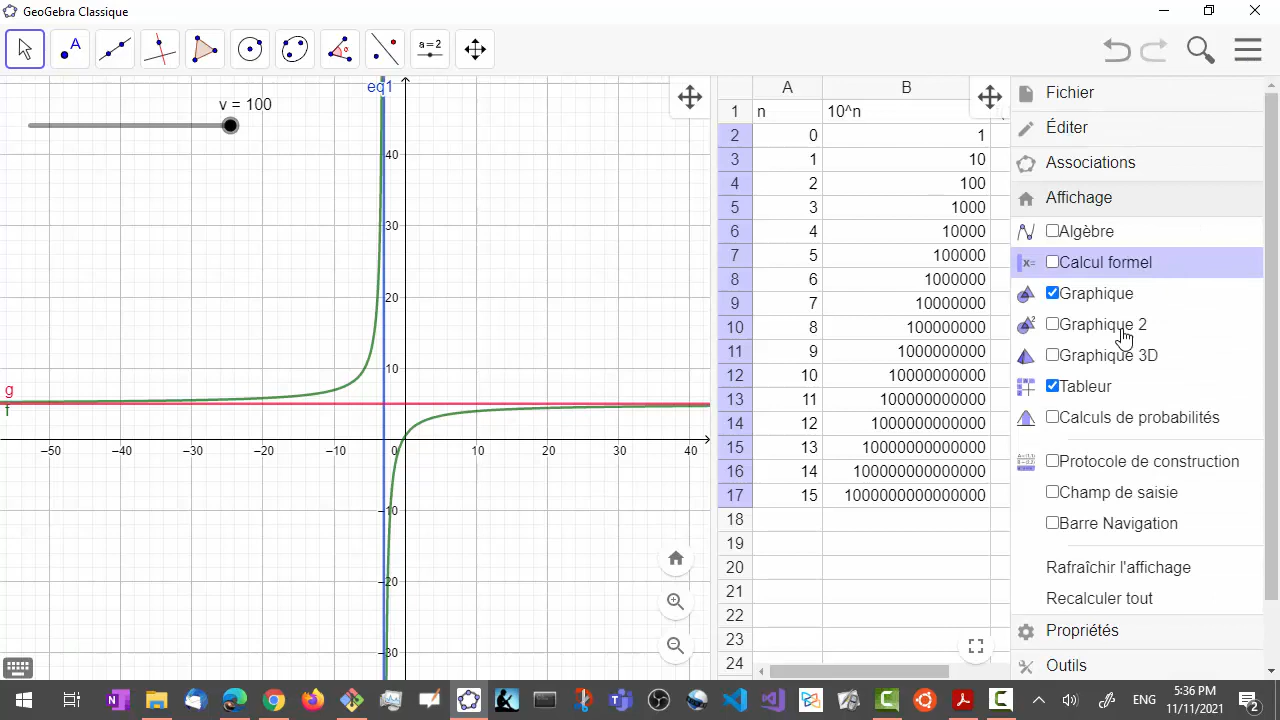 GeoGebra Classique
A
α
a=2
eq1
v = 100
40
30
20
10
g
f
-50
-40
-30
-20
-10
0
10
20
30
40
-10
-20
-30
A B
1 n 10^n
2 0 1
3 1 10
4 2 100
5 3 1000
6 4 10000
7 5 100000
8 6 1000000
9 7 10000000
10 8 100000000
11 9 1000000000
12 10 10000000000
13 11 100000000000
14 12 1000000000000
15 13 10000000000000
16 14 100000000000000
17 15 1000000000000000
18
19
20
21
22
23
24
Fichier
Éditer
Associations
Affichage
Algèbre
x= Calcul formel
Graphique
2 Graphique 2
Graphique 3D
Tableur
Calculs de probabilités
Protocole de construction
Champ de saisie
Barre Navigation
Rafraîchir l'affichage
Recalculer tout
Propriétés
Outils
ENG
5:36 PM
11/11/2021
2